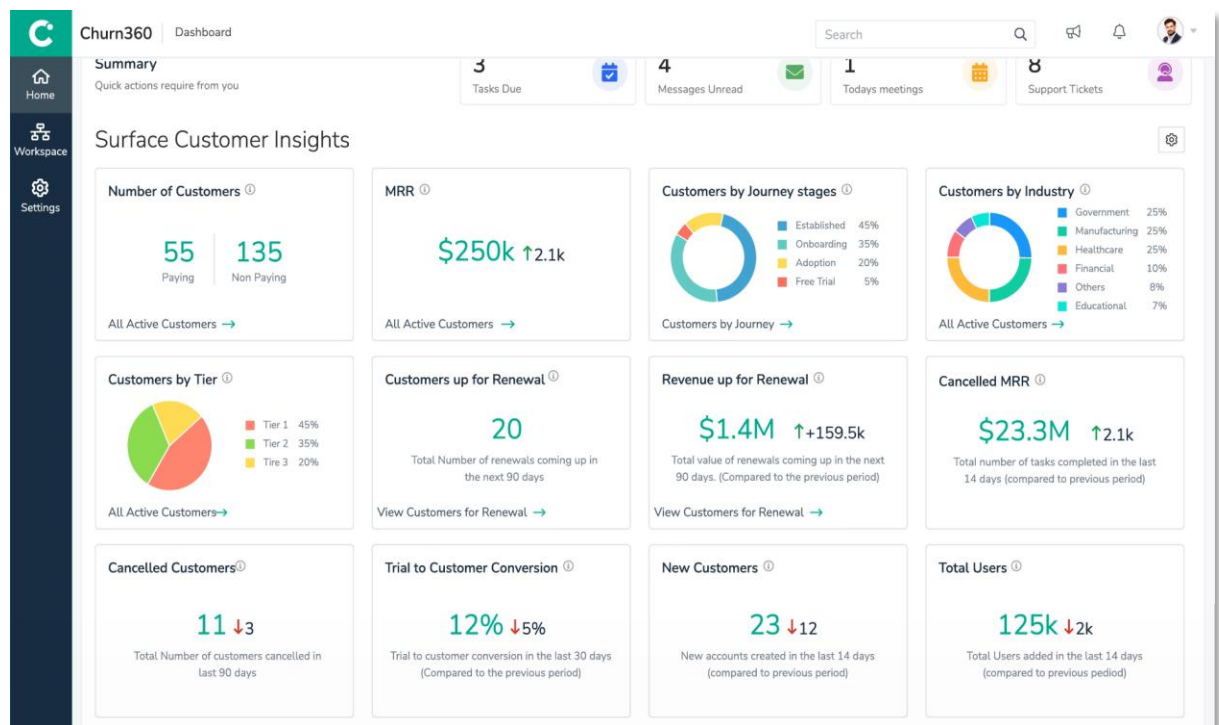 Churn360
Dashboard
Search
Home
Workspace
Settings
Summary
Quick actions require from you
3
Tasks Due
4
Messages Unread
1
Todays meetings
8
Support Tickets
Surface Customer Insights
Number of Customers
55
Paying
135
Non Paying
All Active Customers →
MRR
$250k ↑2.1k
All Active Customers →
Customers by Journey stages
Established 45%
Onboarding 35%
Adoption 20%
Free Trial 5%
Customers by Journey →
Customers by Industry
Government 25%
Manufacturing 25%
Healthcare 25%
Financial 10%
Others 8%
Educational 7%
All Active Customers →
Customers by Tier
Tier 1 45%
Tier 2 35%
Tire 3 20%
All Active Customers→
Customers up for Renewal
20
Total Number of renewals coming up in
the next 90 days
View Customers for Renewal →
Revenue up for Renewal
$1.4M ↑+159.5k
Total value of renewals coming up in the next
90 days. (Compared to the previous period)
View Customers for Renewal →
Cancelled MRR
$23.3M ↑2.1k
Total number of tasks completed in the last
14 days (compared to previous period)
Cancelled Customers
11 ↓3
Total Number of customers cancelled in
last 90 days
Trial to Customer Conversion
12% ↓5%
Trial to customer conversion in the last 30 days
(Compared to the previous period)
New Customers
23 ↓12
New accounts created in the last 14 days
(compared to previous period)
Total Users
125k ↓2k
Total Users added in the last 14 days
(compared to previous pediod)